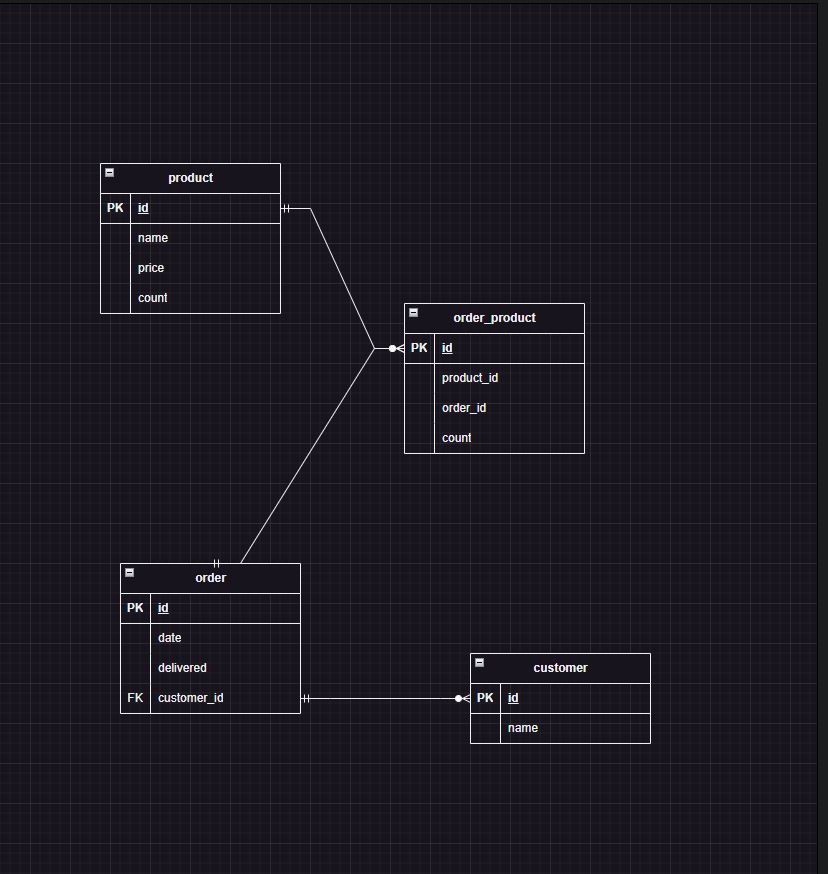 product
PK id
name
price
count
order_product
PK id
product_id
order_id
count
order
PK id
date
delivered
FK customer_id
customer
PK id
name